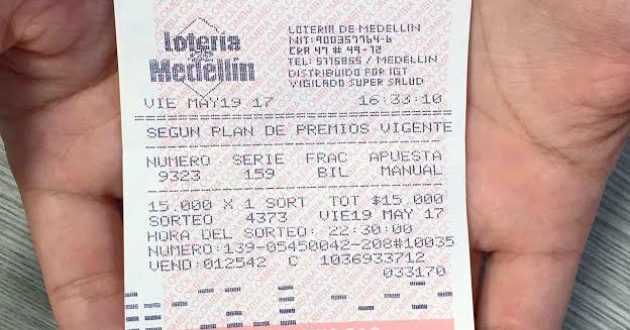 Lotería
de
Medellín
LOTERIA DE MEDELLIN
NIT:900357764-6
CRA 47 # 49-12
TEL: 5115855 / MEDELLIN
DISTRIBUIDO POR IGT
VIGILADO SUPER SALUD
VIE MAY19 17 16:33:10
SEGUN PLAN DE PREMIOS VIGENTE
NUMERO SERIE FRAC APUESTA
9323 159 BIL MANUAL
15.000 X 1 SORT TOT $15.000
SORTEO 4373 VIE19 MAY 17
HORA DEL SORTEO: 22:30:00
NUMERO:139-05450042-208#10035
VEND:012542 C 1036933712
033170